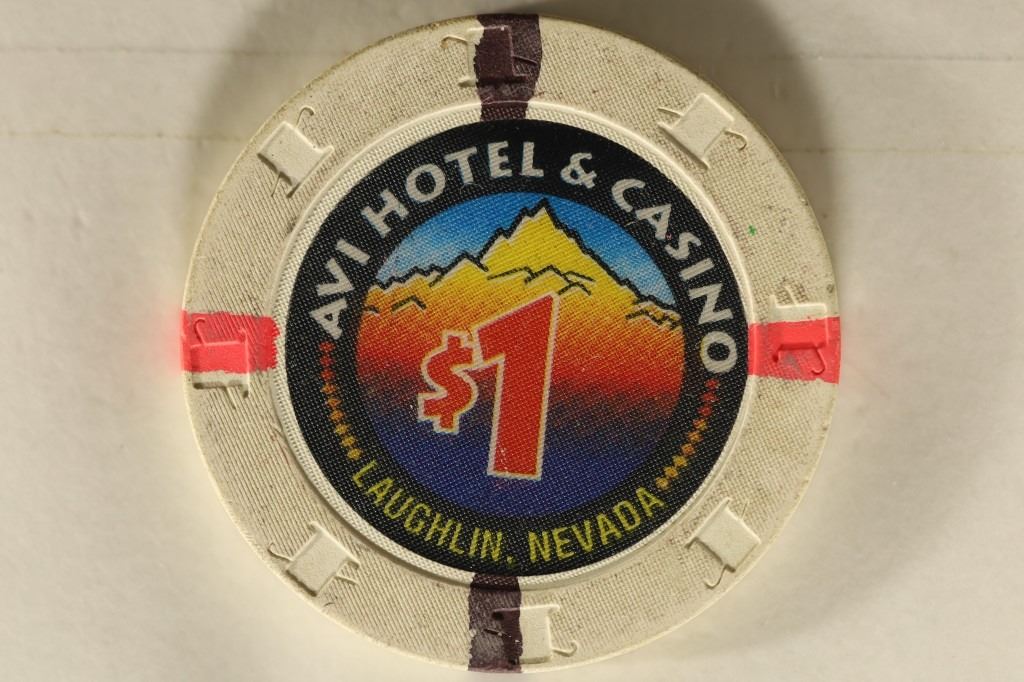 AVI HOTEL & CASINO
$1
LAUGHLIN, NEVADA